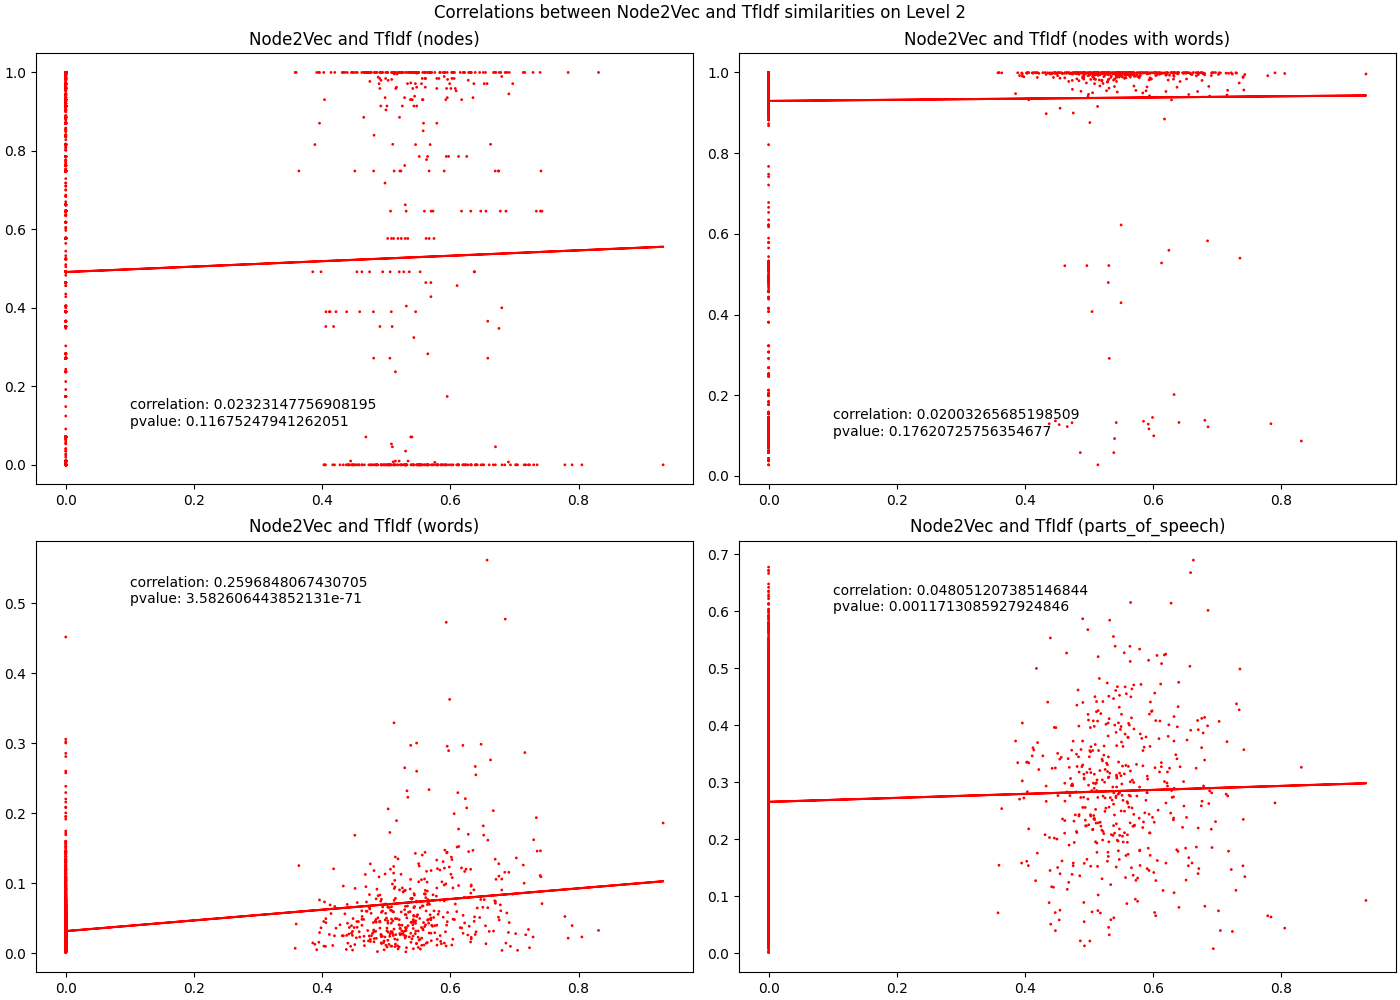 Correlations between Node2Vec and TfIdf similarities on Level 2
Node2Vec and TfIdf (nodes)
1.0
0.8
0.6
0.4
0.2
0.0
correlation: 0.02323147756908195
pvalue: 0.11675247941262051
0.0 0.2 0.4 0.6 0.8
Node2Vec and TfIdf (nodes with words)
1.0
0.8
0.6
0.4
0.2
0.0
correlation: 0.02003265685198509
pvalue: 0.17620725756354677
0.0 0.2 0.4 0.6 0.8
Node2Vec and TfIdf (words)
correlation: 0.2596848067430705
pvalue: 3.582606443852131e-71
0.5
0.4
0.3
0.2
0.1
0.0
0.0 0.2 0.4 0.6 0.8
Node2Vec and TfIdf (parts_of_speech)
0.7
correlation: 0.048051207385146844
pvalue: 0.0011713085927924846
0.6
0.5
0.4
0.3
0.2
0.1
0.0
0.0 0.2 0.4 0.6 0.8